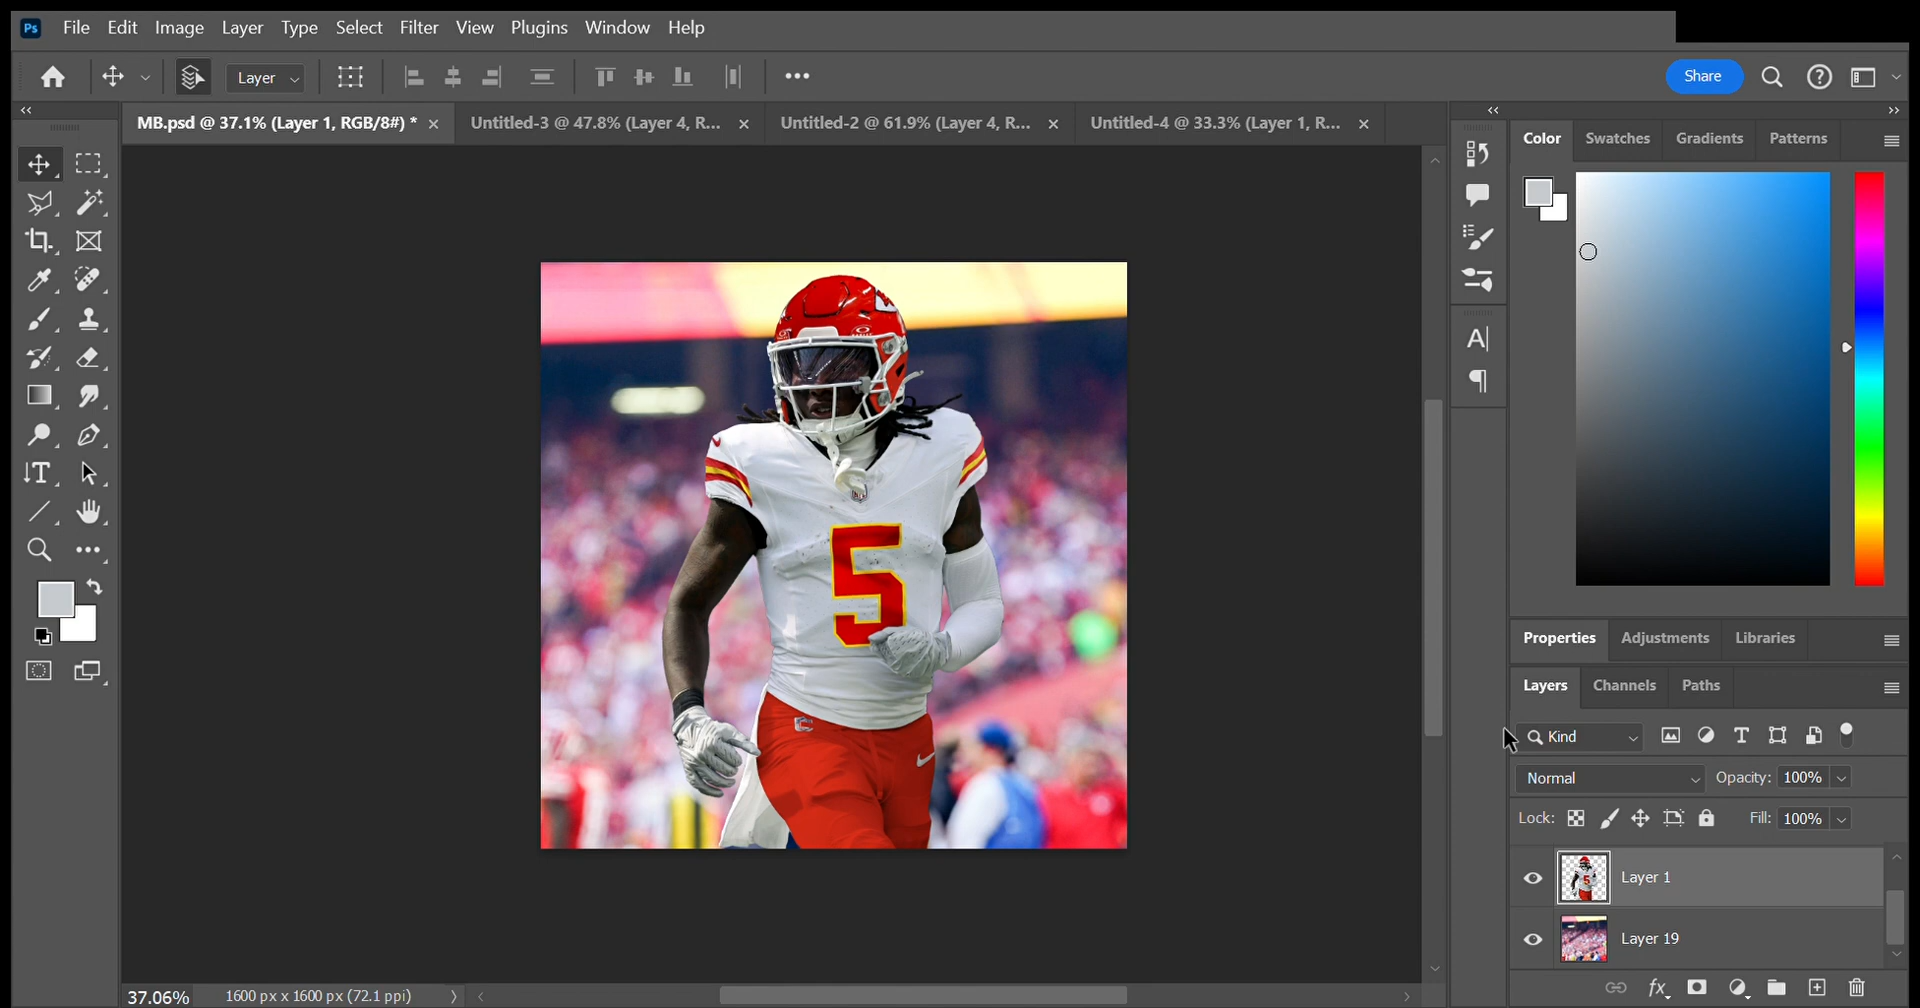 Ps File Edit Image Layer Type Select Filter View Plugins Window Help
Layer Share
MB.psd @ 37.1% (Layer 1, RGB/8#) * Untitled-3 @ 47.8% (Layer 4, R... Untitled-2 @ 61.9% (Layer 4, R... Untitled-4 @ 33.3% (Layer 1, R...
Color Swatches Gradients Patterns
5
Properties Adjustments Libraries
Layers Channels Paths
Kind
Normal Opacity: 100%
Lock: Fill: 100%
Layer 1
Layer 19
37.06% 1600 px x 1600 px (72.1 ppi)